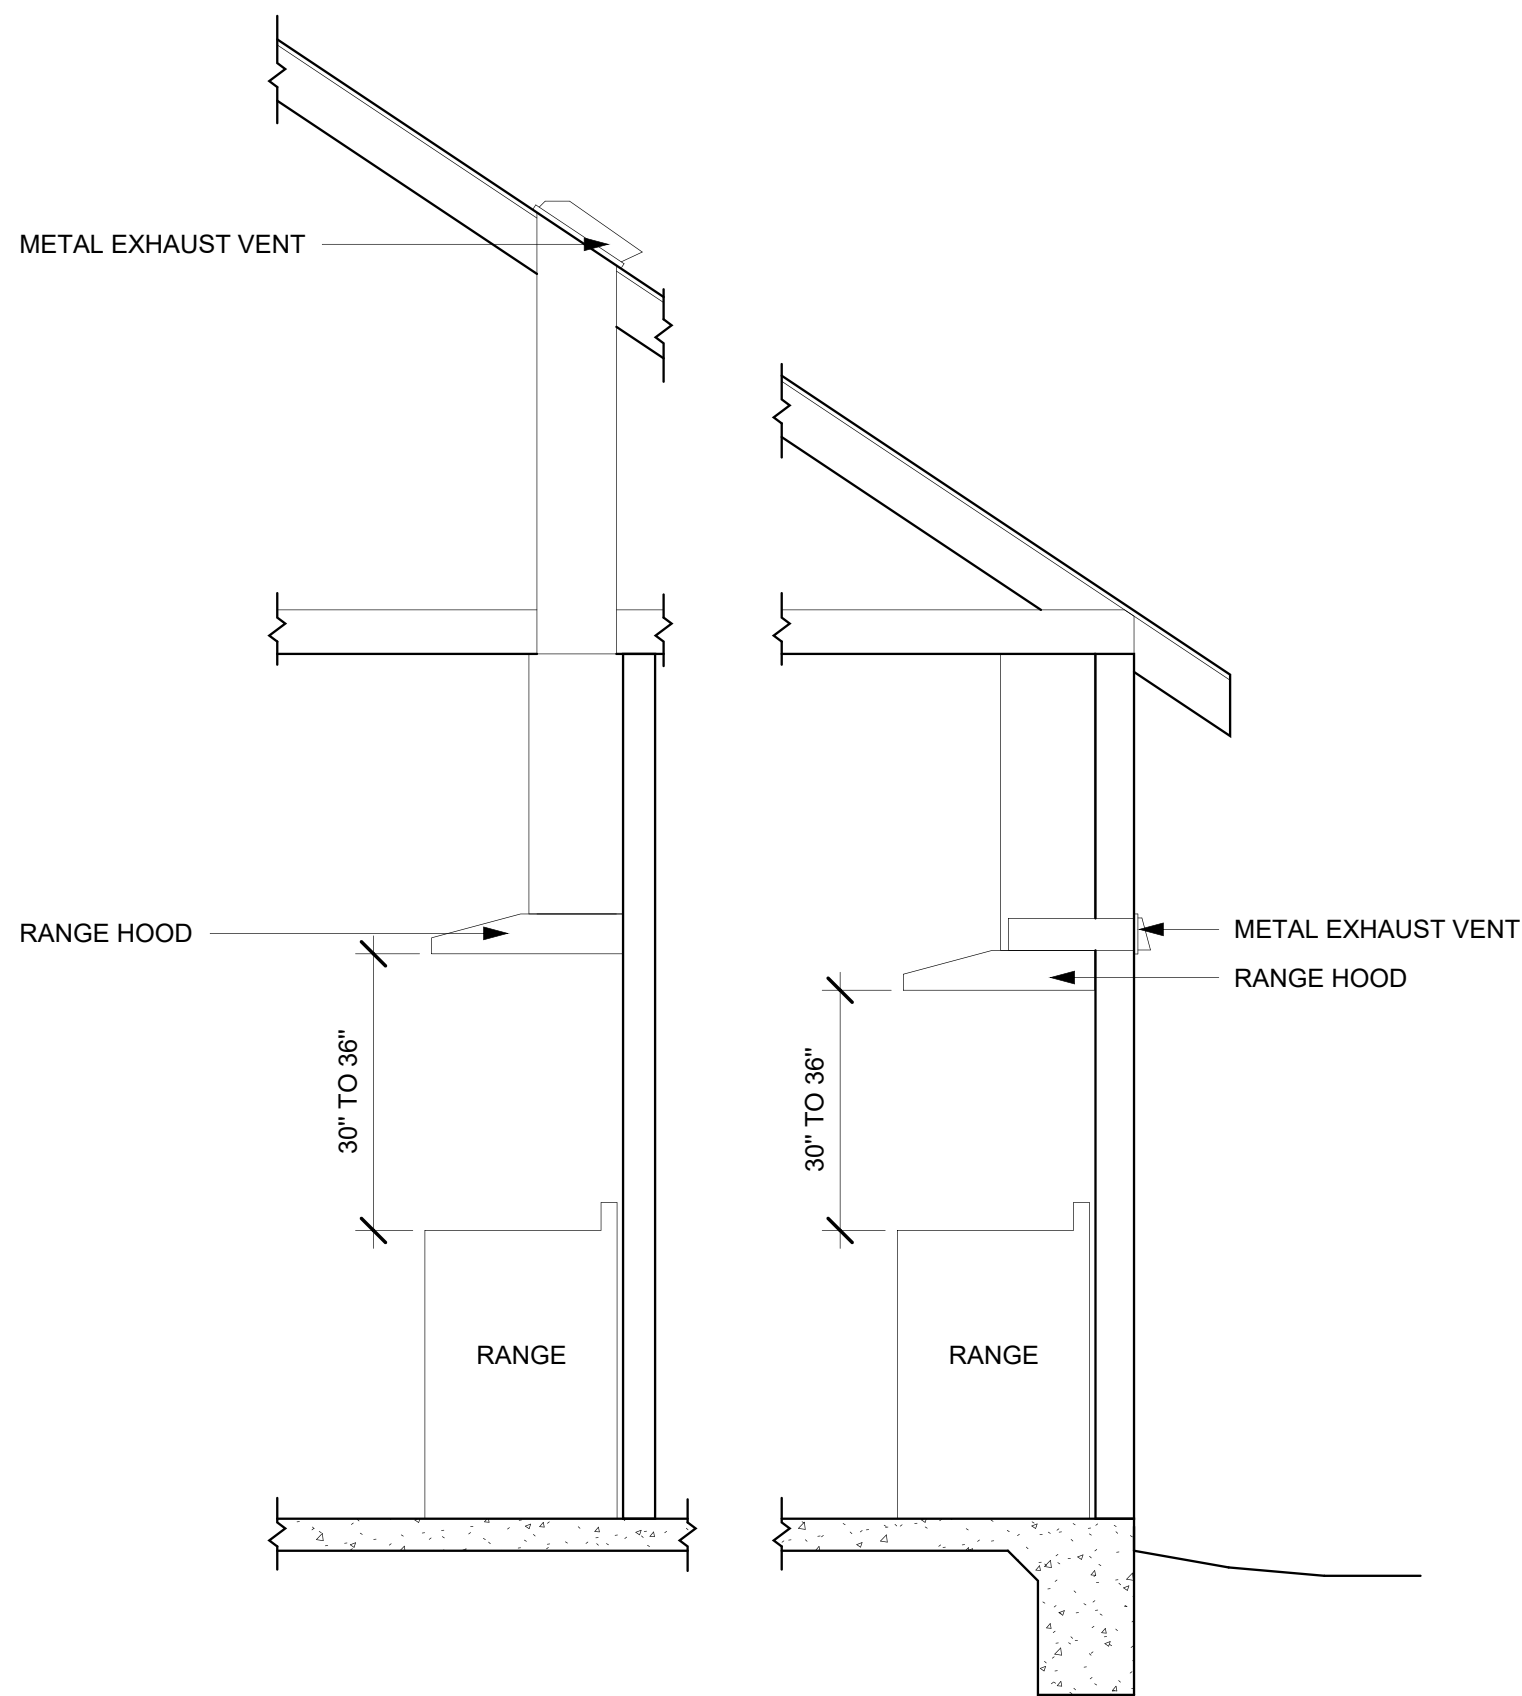 METAL EXHAUST VENT
RANGE HOOD
METAL EXHAUST VENT
RANGE HOOD
30" TO 36"
30" TO 36"
RANGE
RANGE